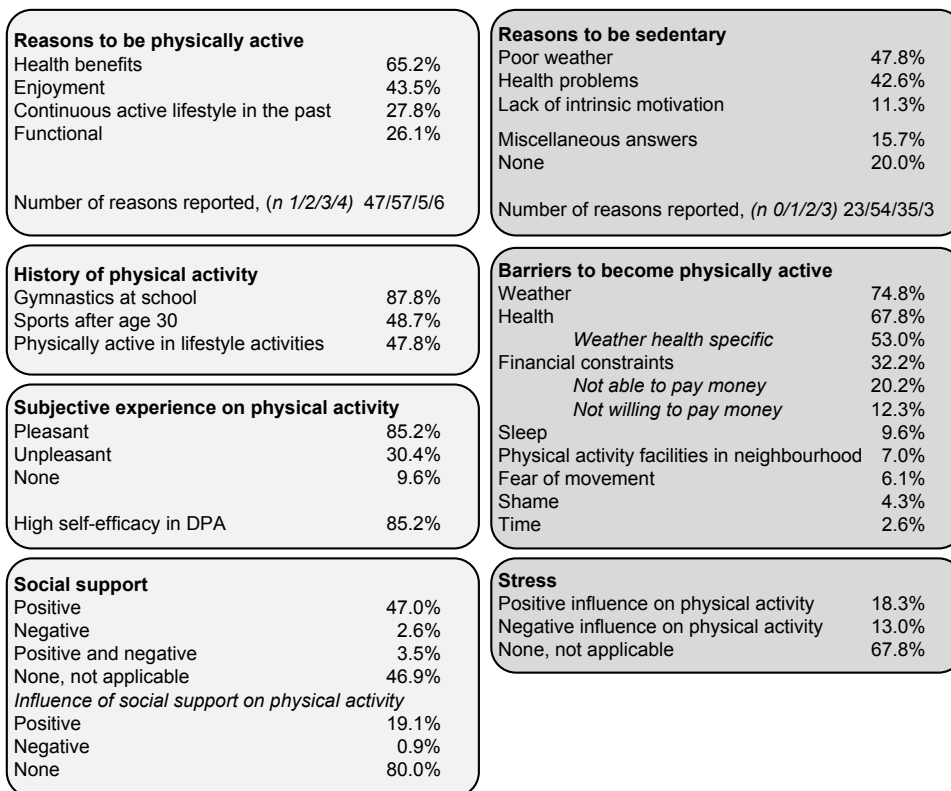 Reasons to be physically active
Health benefits 65.2%
Enjoyment 43.5%
Continuous active lifestyle in the past 27.8%
Functional 26.1%
Number of reasons reported, (n 1/2/3/4) 47/57/5/6
History of physical activity
Gymnastics at school 87.8%
Sports after age 30 48.7%
Physically active in lifestyle activities 47.8%
Subjective experience on physical activity
Pleasant 85.2%
Unpleasant 30.4%
None 9.6%
High self-efficacy in DPA 85.2%
Social support
Positive 47.0%
Negative 2.6%
Positive and negative 3.5%
None, not applicable 46.9%
Influence of social support on physical activity
Positive 19.1%
Negative 0.9%
None 80.0%
Reasons to be sedentary
Poor weather 47.8%
Health problems 42.6%
Lack of intrinsic motivation 11.3%
Miscellaneous answers 15.7%
None 20.0%
Number of reasons reported, (n 0/1/2/3) 23/54/35/3
Barriers to become physically active
Weather 74.8%
Health 67.8%
Weather health specific 53.0%
Financial constraints 32.2%
Not able to pay money 20.2%
Not willing to pay money 12.3%
Sleep 9.6%
Physical activity facilities in neighbourhood 7.0%
Fear of movement 6.1%
Shame 4.3%
Time 2.6%
Stress
Positive influence on physical activity 18.3%
Negative influence on physical activity 13.0%
None, not applicable 67.8%